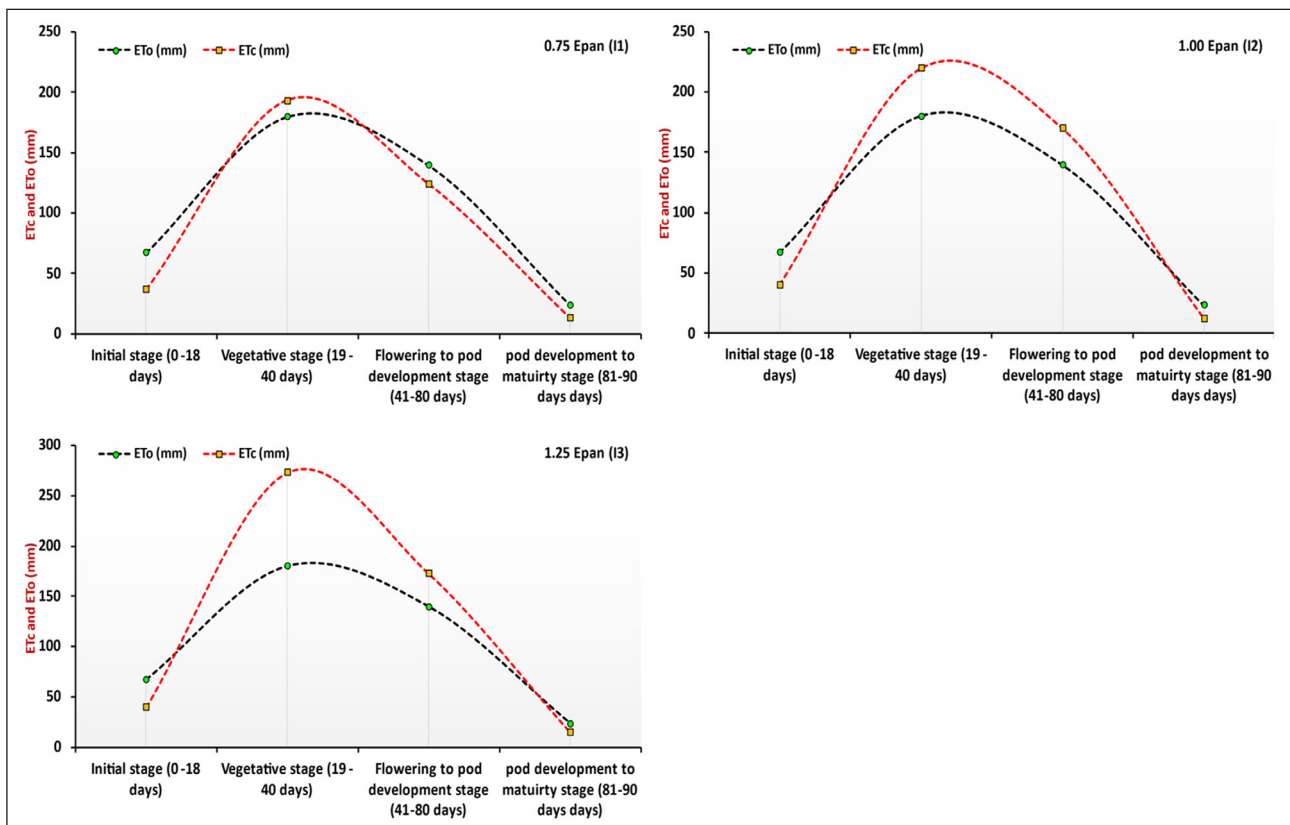 250
200
150
100
50
0
ETc and ETo (mm)
ETo (mm) ETc (mm) 0.75 Epan (I1)
Initial stage (0-18 days)
Vegetative stage (19-40 days)
Flowering to pod development stage (41-80 days)
pod development to matuirty stage (81-90 days days)
250
200
150
100
50
0
ETc and ETo (mm)
ETo (mm) ETc (mm) 1.00 Epan (I2)
Initial stage (0-18 days)
Vegetative stage (19-40 days)
Flowering to pod development stage (41-80 days)
pod development to matuirty stage (81-90 days days)
300
250
200
150
100
50
0
ETc and ETo (mm)
ETo (mm) ETc (mm) 1.25 Epan (I3)
Initial stage (0-18 days)
Vegetative stage (19-40 days)
Flowering to pod development stage (41-80 days)
pod development to matuirty stage (81-90 days days)